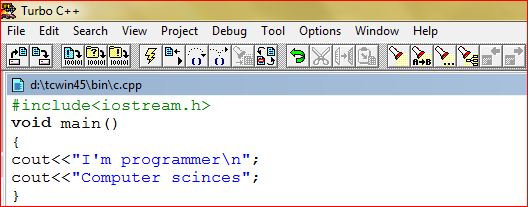 Turbo C++
File Edit Search View Project Debug Tool Options Window Help
d:\tcwin45\bin\c.cpp
#include<iostream.h>
void main()
{
cout<<"I'm programmer\n";
cout<<"Computer scinces";
}